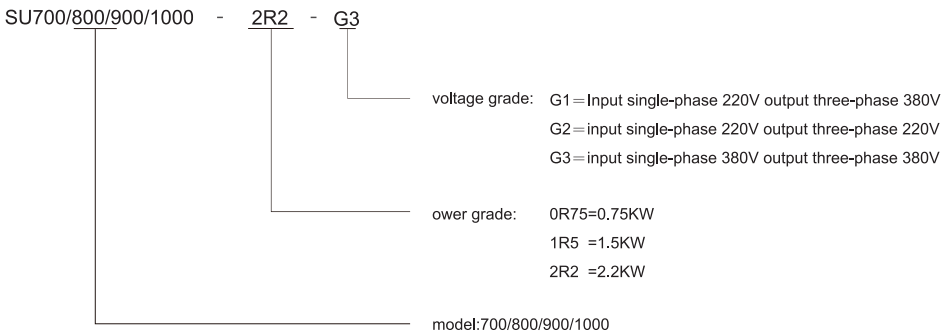 SU700/800/900/1000 - 2R2 - G3
voltage grade: G1=Input single-phase 220V output three-phase 380V
G2=input single-phase 220V output three-phase 220V
G3=input single-phase 380V output three-phase 380V
ower grade: 0R75=0.75KW
1R5 =1.5KW
2R2 =2.2KW
model:700/800/900/1000